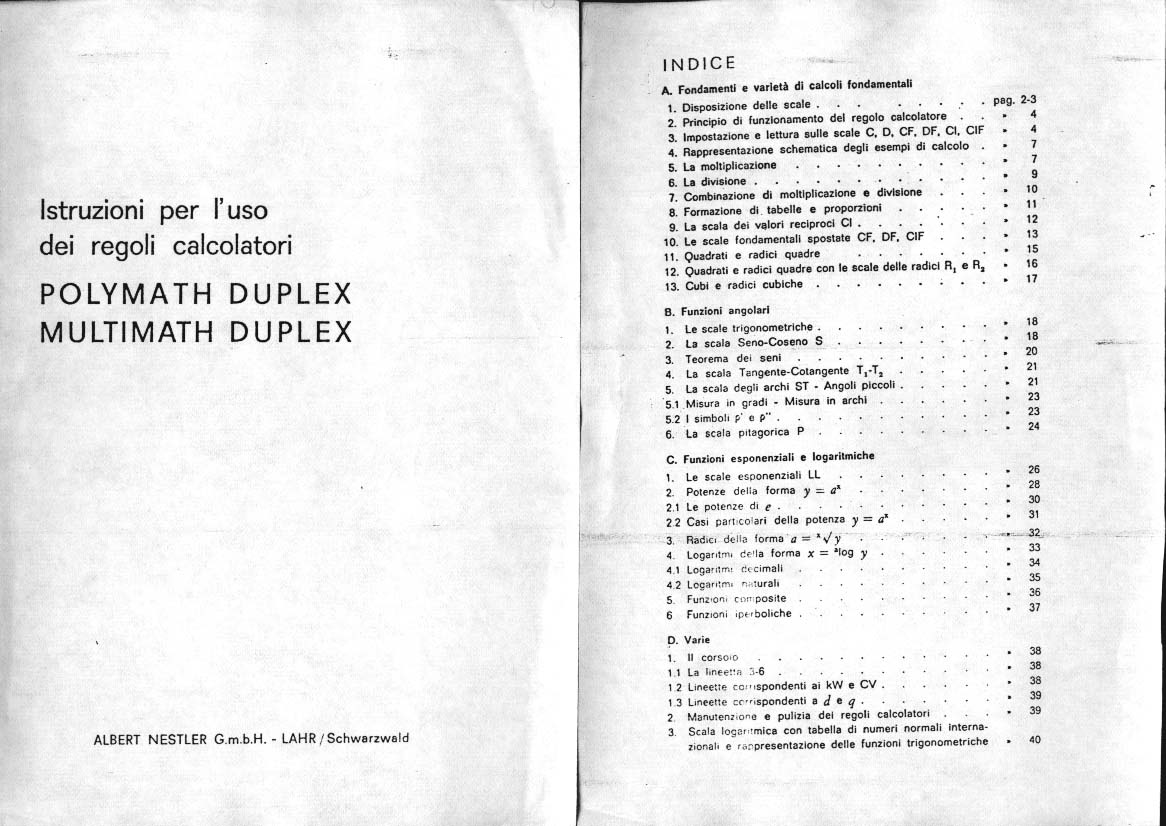 Istruzioni per l'uso
dei regoli calcolatori
POLYMATH DUPLEX
MULTIMATH DUPLEX
ALBERT NESTLER G.m.b.H. - LAHR / Schwarzwald
INDICE
A. Fondamenti e varietà di calcoli fondamentali
1. Disposizione delle scale . . . . . . . . pag. 2-3
2. Principio di funzionamento del regolo calcolatore . . » 4
3. Impostazione e lettura sulle scale C, D, CF, DF, CI, CIF » 4
4. Rappresentazione schematica degli esempi di calcolo . » 7
5. La moltiplicazione . . . . . . . . . . » 7
6. La divisione . . . . . . . . . . . . » 9
7. Combinazione di moltiplicazione e divisione . . . . » 10
8. Formazione di tabelle e proporzioni . . . . . » 11
9. La scala dei valori reciproci CI . . . . . . . » 12
10. Le scale fondamentali spostate CF, DF, CIF . . . . » 13
11. Quadrati e radici quadre . . . . . . . » 15
12. Quadrati e radici quadre con le scale delle radici R₁ e R₂ » 16
13. Cubi e radici cubiche . . . . . . . . . » 17
B. Funzioni angolari
1. Le scale trigonometriche . . . . . . . . . » 18
2. La scala Seno-Coseno S . . . . . . . . » 18
3. Teorema dei seni . . . . . . . . . . » 20
4. La scala Tangente-Cotangente T₁-T₂ . . . . . » 21
5. La scala degli archi ST - Angoli piccoli . . . . . » 21
5.1 Misura in gradi - Misura in archi . . . . . . » 23
5.2 I simboli ρ' e ρ'' . . . . . . . . . . . » 23
6. La scala pitagorica P . . . . . . . . . » 24
C. Funzioni esponenziali e logaritmiche
1. Le scale esponenziali LL . . . . . . . . » 26
2. Potenze della forma y = aˣ . . . . . . . » 28
2.1 Le potenze di e . . . . . . . . . . . » 30
2.2 Casi particolari della potenza y = aˣ . . . . . » 31
3. Radici della forma a = ˣ√y . . . . . . . » 32
4. Logaritmi della forma x = ᵃlog y . . . . . . » 33
4.1 Logaritmi decimali . . . . . . . . . . » 34
4.2 Logaritmi naturali . . . . . . . . . . » 35
5. Funzioni composite . . . . . . . . . . » 36
6 Funzioni iperboliche . . . . . . . . . . » 37
D. Varie
1. Il corsoio . . . . . . . . . . . . » 38
1.1 La lineetta 3-6 . . . . . . . . . . . » 38
1.2 Lineette corrispondenti ai kW e CV . . . . . . » 38
1.3 Lineette corrispondenti a d e q . . . . . . . » 39
2. Manutenzione e pulizia dei regoli calcolatori . . . » 39
3. Scala logaritmica con tabella di numeri normali interna-
zionali e rappresentazione delle funzioni trigonometriche » 40